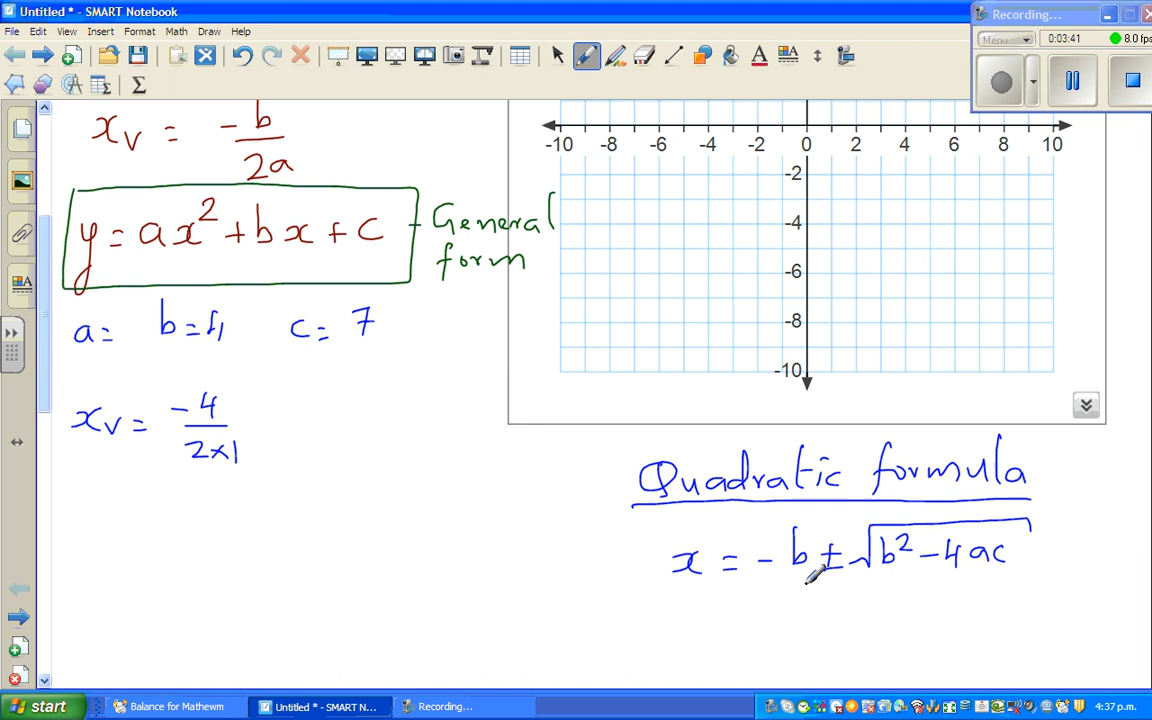 Untitled * - SMART Notebook
Recording...
File Edit View Insert Format Math Draw Help
Menu
0:03:41
8.0 fps
xv = -b/2a
-10 -8 -6 -4 -2 0 2 4 6 8 10
-2
-4
-6
-8
-10
y = ax² + bx + c
General
form
a= b=4 c= 7
xv = -4/2×1
Quadratic formula
x = -b ± √b² - 4ac
start
Balance for Mathewm
Untitled * - SMART N...
Recording...
4:37 p.m.